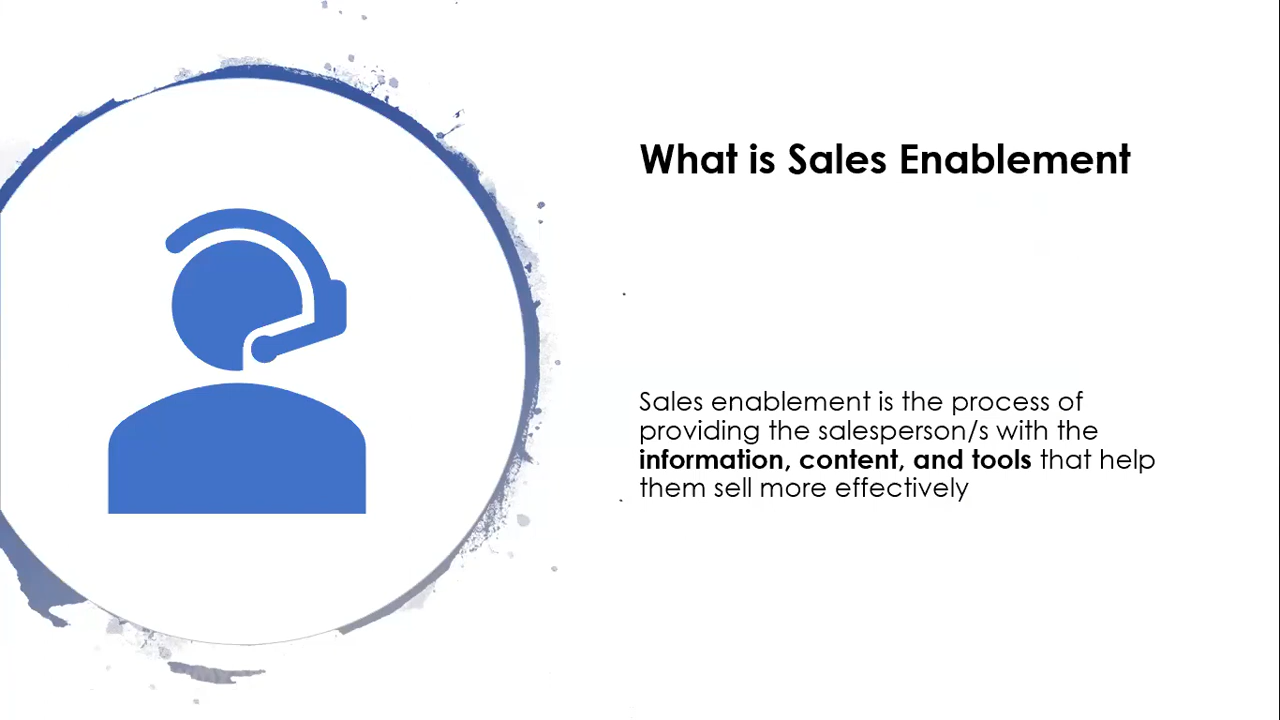 What is Sales Enablement
Sales enablement is the process of
providing the salesperson/s with the
information, content, and tools that help
them sell more effectively